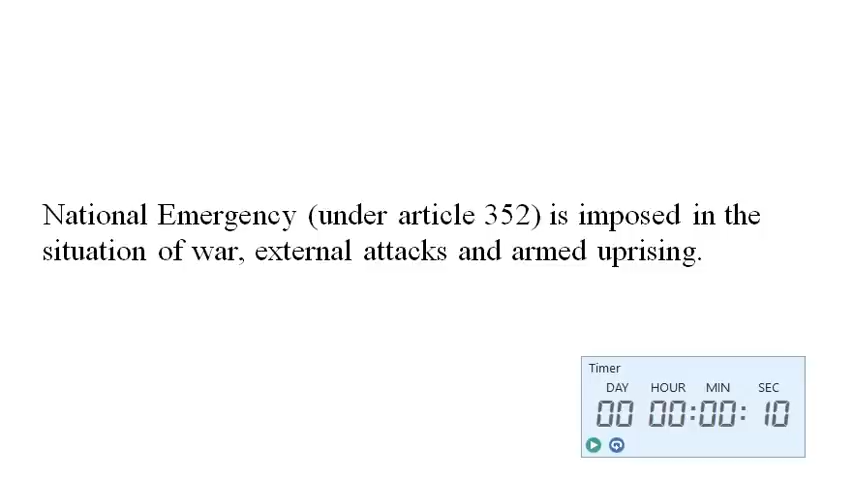 National Emergency (under article 352) is imposed in the
situation of war, external attacks and armed uprising.
Timer
DAY HOUR MIN SEC
00 00:00: 10